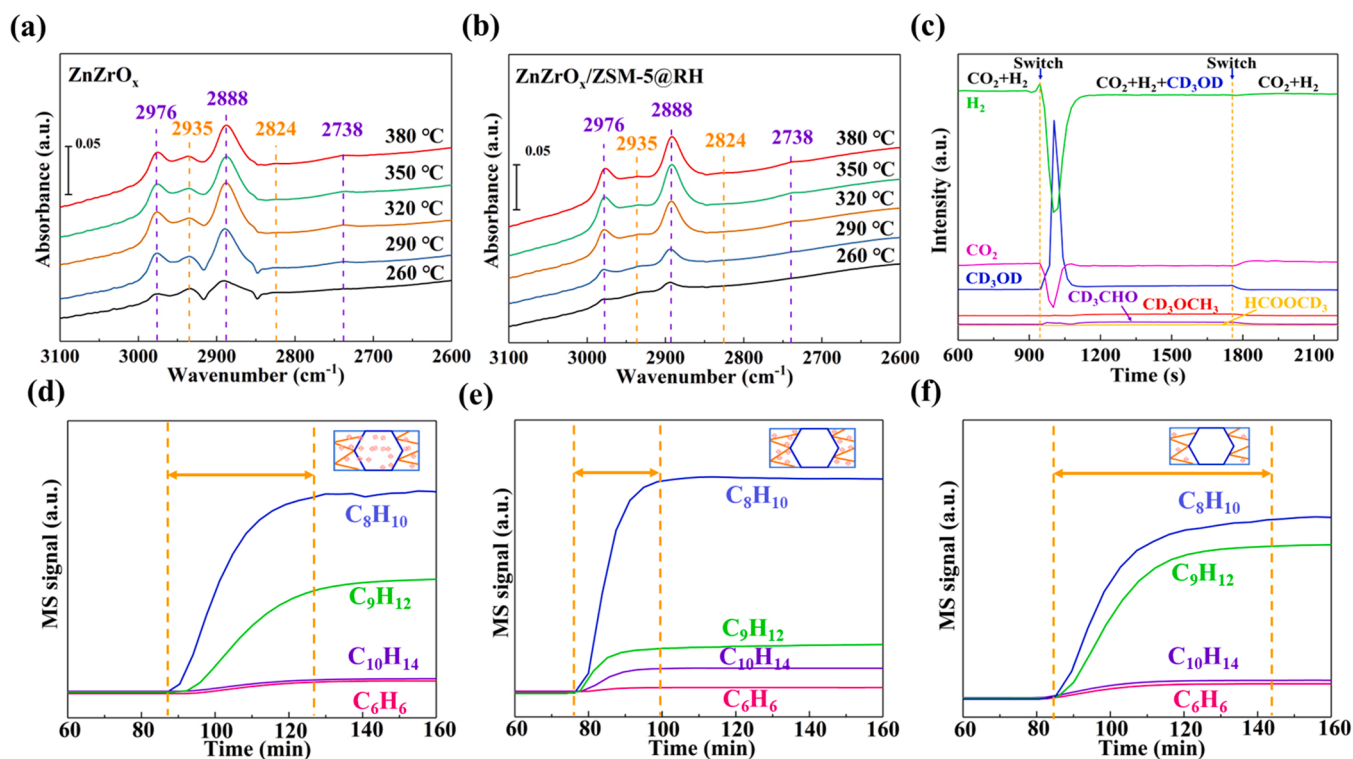 (a)
ZnZrOₓ
2976
2935
2888
2824
2738
0.05
380 °C
350 °C
320 °C
290 °C
260 °C
Absorbance (a.u.)
3100 3000 2900 2800 2700 2600
Wavenumber (cm⁻¹)
(b)
ZnZrOₓ/ZSM-5@RH
2976
2935
2888
2824
2738
0.05
380 °C
350 °C
320 °C
290 °C
260 °C
Absorbance (a.u.)
3100 3000 2900 2800 2700 2600
Wavenumber (cm⁻¹)
(c)
Switch
Switch
CO₂+H₂
CO₂+H₂+CD₃OD
CO₂+H₂
H₂
CO₂
CD₃OD
CD₃CHO
CD₃OCH₃
HCOOCD₃
Intensity (a.u.)
600 900 1200 1500 1800 2100
Time (s)
(d)
C₈H₁₀
C₉H₁₂
C₁₀H₁₄
C₆H₆
MS signal (a.u.)
60 80 100 120 140 160
Time (min)
(e)
C₈H₁₀
C₉H₁₂
C₁₀H₁₄
C₆H₆
MS signal (a.u.)
60 80 100 120 140 160
Time (min)
(f)
C₈H₁₀
C₉H₁₂
C₁₀H₁₄
C₆H₆
MS signal (a.u.)
60 80 100 120 140 160
Time (min)